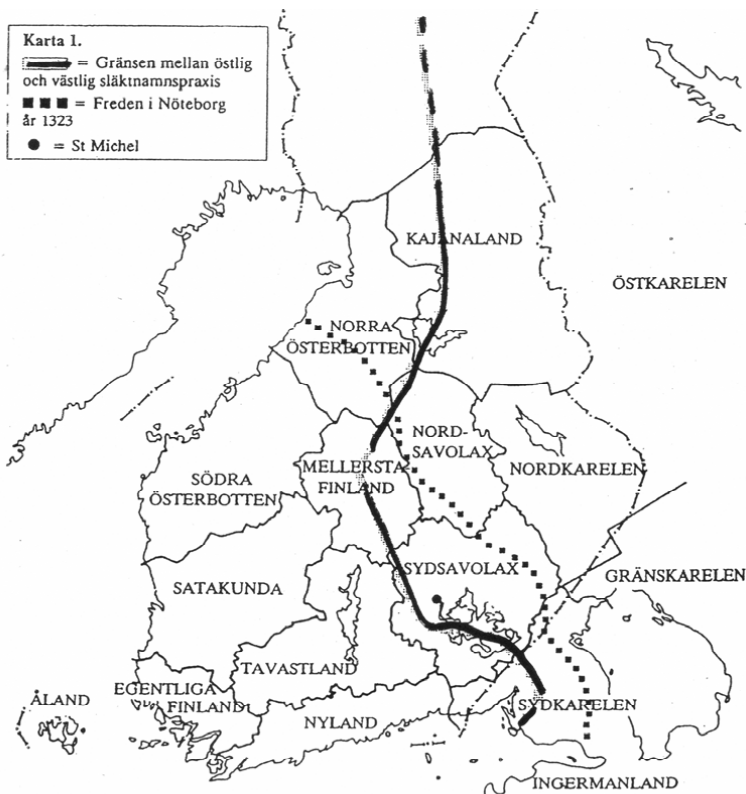 Karta 1.
= Gränsen mellan östlig
och västlig släktnamnspraxis
= Freden i Nöteborg
år 1323
= St Michel
KAJANALAND
ÖSTKARELEN
NORRA
ÖSTERBOTTEN
NORD-
SAVOLAX
NORDKARELEN
MELLERSTA
FINLAND
SÖDRA
ÖSTERBOTTEN
SYDSAVOLAX
GRÄNSKARELEN
SATAKUNDA
TAVASTLAND
EGENTLIGA
FINLAND
ÅLAND
SYDKARELEN
NYLAND
INGERMANLAND